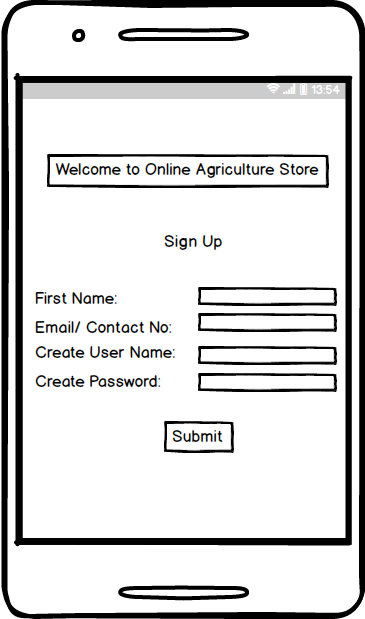 13:54
Welcome to Online Agriculture Store
Sign Up
First Name:
Email/ Contact No:
Create User Name:
Create Password:
Submit